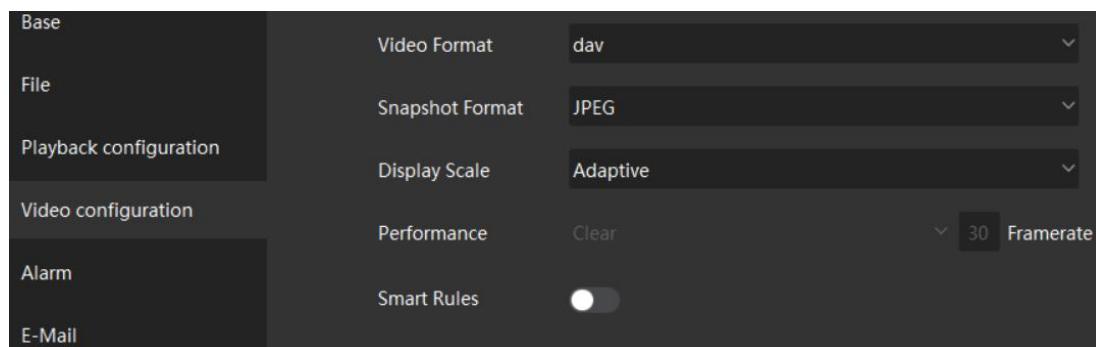 Base
File
Playback configuration
Video configuration
Alarm
E-Mail
Video Format dav
Snapshot Format JPEG
Display Scale Adaptive
Performance Clear 30 Framerate
Smart Rules